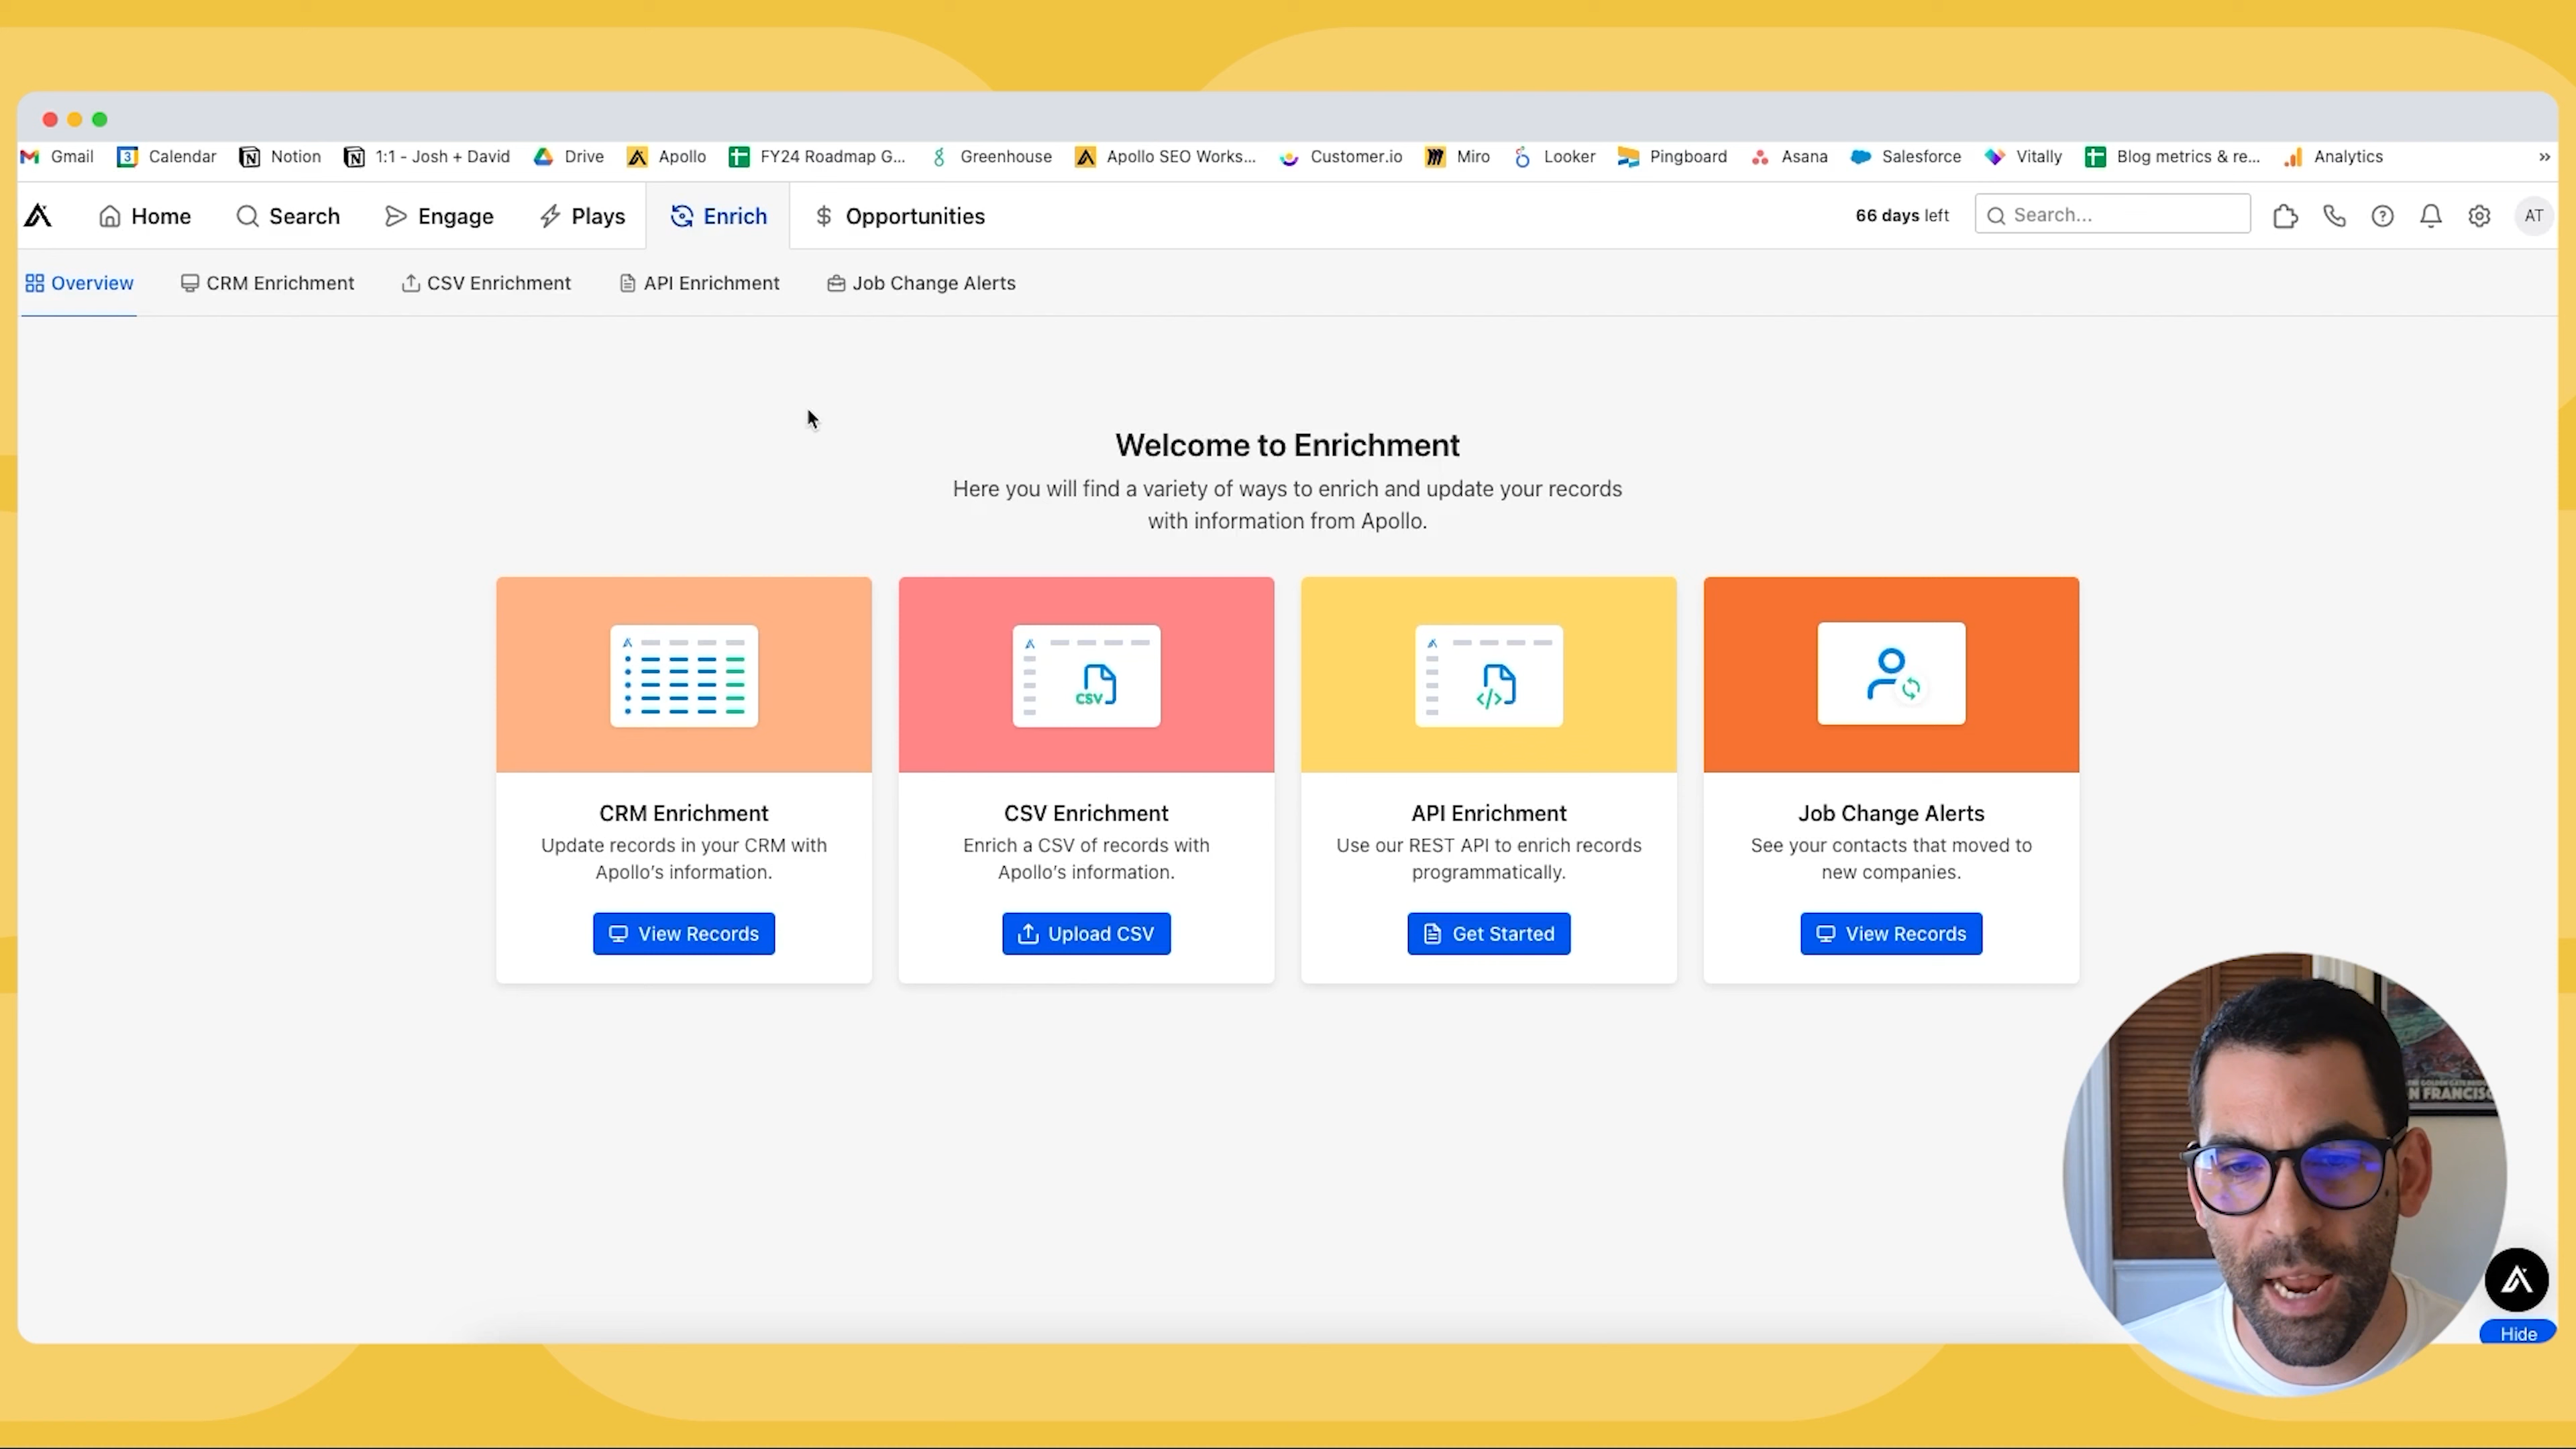 Gmail 3 Calendar Notion 1:1 - Josh + David Drive Apollo FY24 Roadmap G... Greenhouse Apollo SEO Works... Customer.io Miro Looker Pingboard Asana Salesforce Vitally Blog metrics & re... Analytics »
Home Search Engage Plays Enrich $ Opportunities 66 days left Search... ? AT
Overview CRM Enrichment CSV Enrichment API Enrichment Job Change Alerts
Welcome to Enrichment
Here you will find a variety of ways to enrich and update your records
with information from Apollo.
CSV </>
CRM Enrichment CSV Enrichment API Enrichment Job Change Alerts
Update records in your CRM with Enrich a CSV of records with Use our REST API to enrich records See your contacts that moved to
Apollo's information. Apollo's information. programmatically. new companies.
View Records Upload CSV Get Started View Records
N FRANCIS
Hide